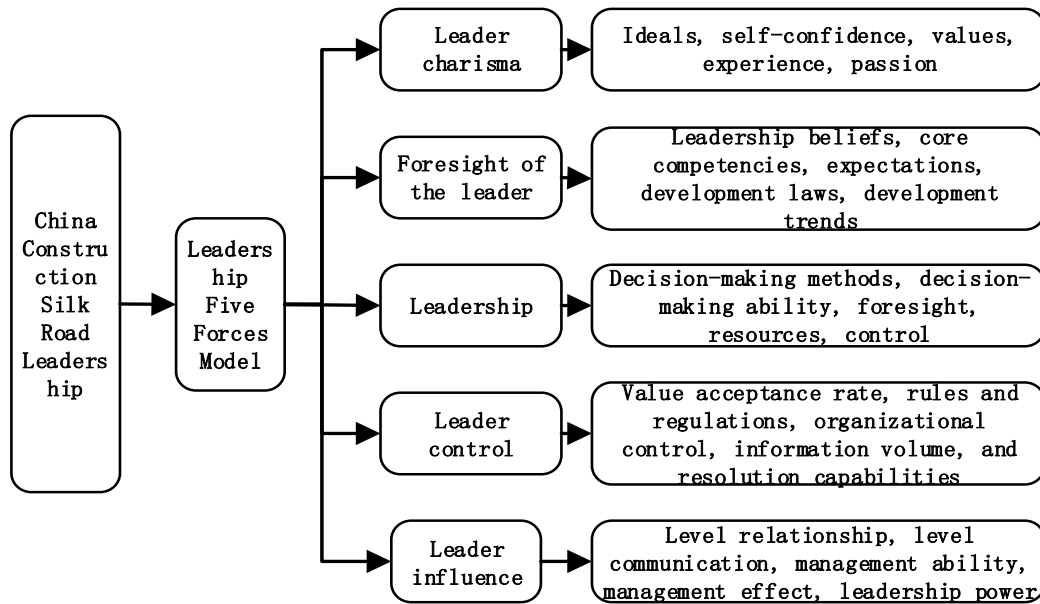 China
Constru
ction
Silk
Road
Leaders
hip
Leaders
hip
Five
Forces
Model
Leader
charisma
Ideals, self-confidence, values,
experience, passion
Foresight of
the leader
Leadership beliefs, core
competencies, expectations,
development laws, development
trends
Leadership
Decision-making methods, decision-
making ability, foresight,
resources, control
Leader
control
Value acceptance rate, rules and
regulations, organizational
control, information volume, and
resolution capabilities
Leader
influence
Level relationship, level
communication, management ability,
management effect, leadership power